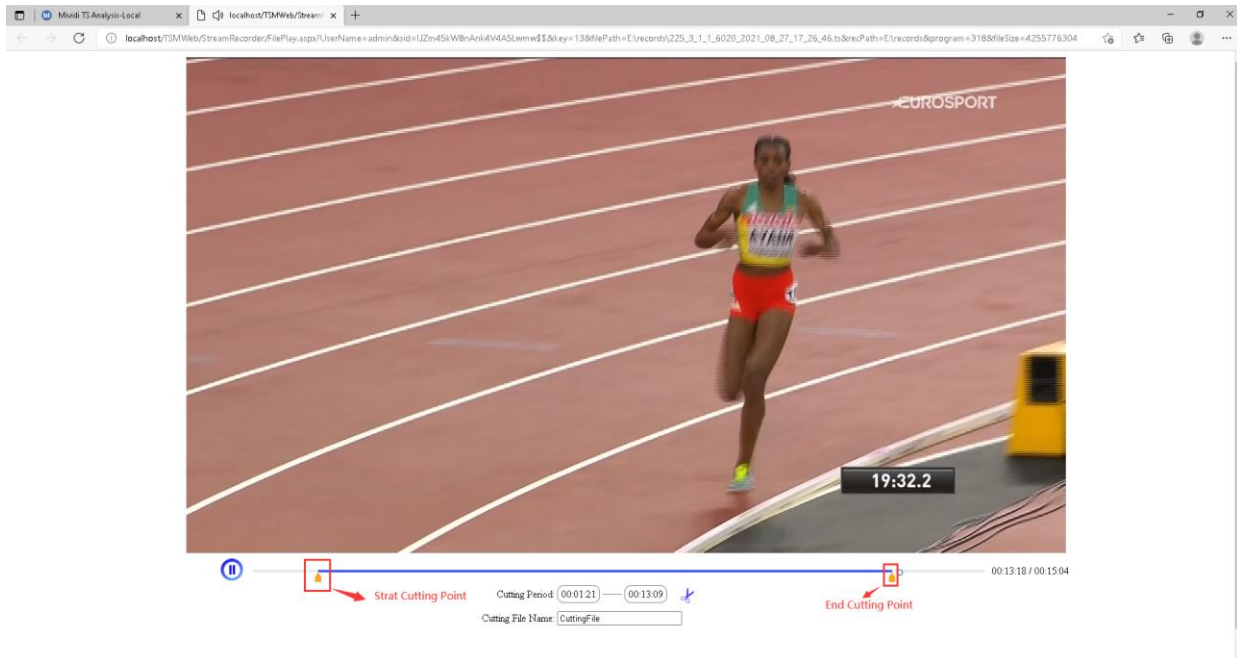 Mividi TS Analysis-Local
localhost/TSMWeb/Stream
localhost/TSMWeb/StreamRecorder/FilePlay.aspx?UserName=admin&sid=IJZm45kW8nAnk4V4A5Lwmw$$&key=13&filePath=E:\records\225_3_1_1_6020_2021_08_27_17_26_46.ts&recPath=E:\records&program=318&fileSize=4255776304
EUROSPORT
19:32.2
00:13:18 / 00:15:04
Strat Cutting Point
Cutting Period: 00:01:21 — 00:13:09
End Cutting Point
Cutting File Name: CuttingFile